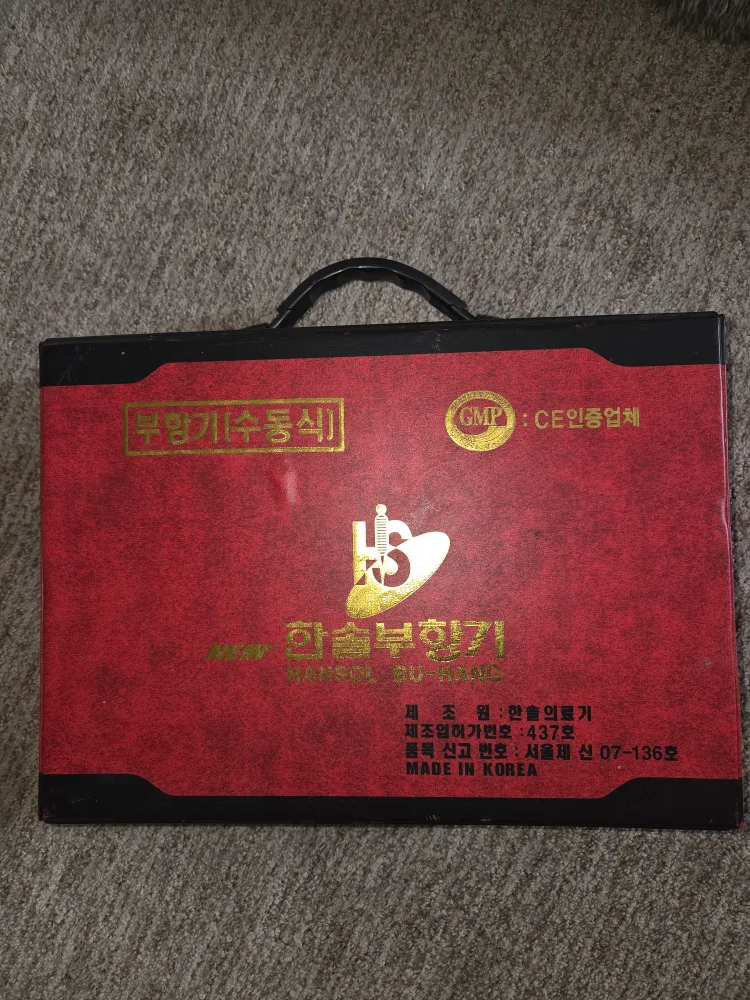 부항기(수동식)
GMP : CE인증업체
HS
NEW 한솔부항기
HANSOL BU-HANG
제 조 원 : 한솔의료기
제조업허가번호 : 437호
품목 신고 번호 : 서울제 신 07-136호
MADE IN KOREA